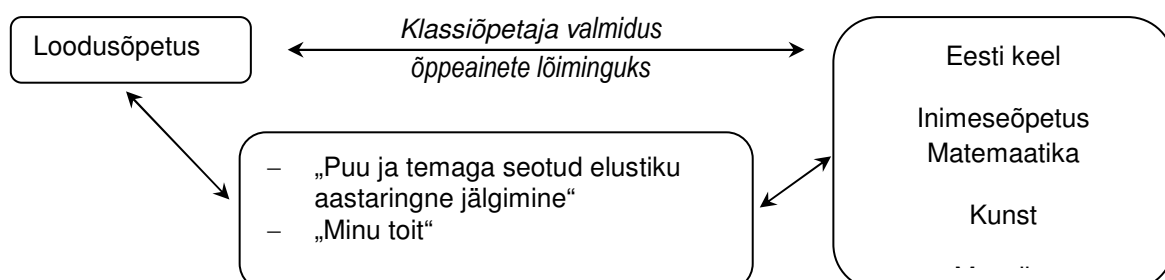 Loodusõpetus
Klassiõpetaja valmidus
õppeainete lõiminguks
Eesti keel
Inimeseõpetus
Matemaatika
Kunst
– „Puu ja temaga seotud elustiku
aastaringne jälgimine“
– „Minu toit“